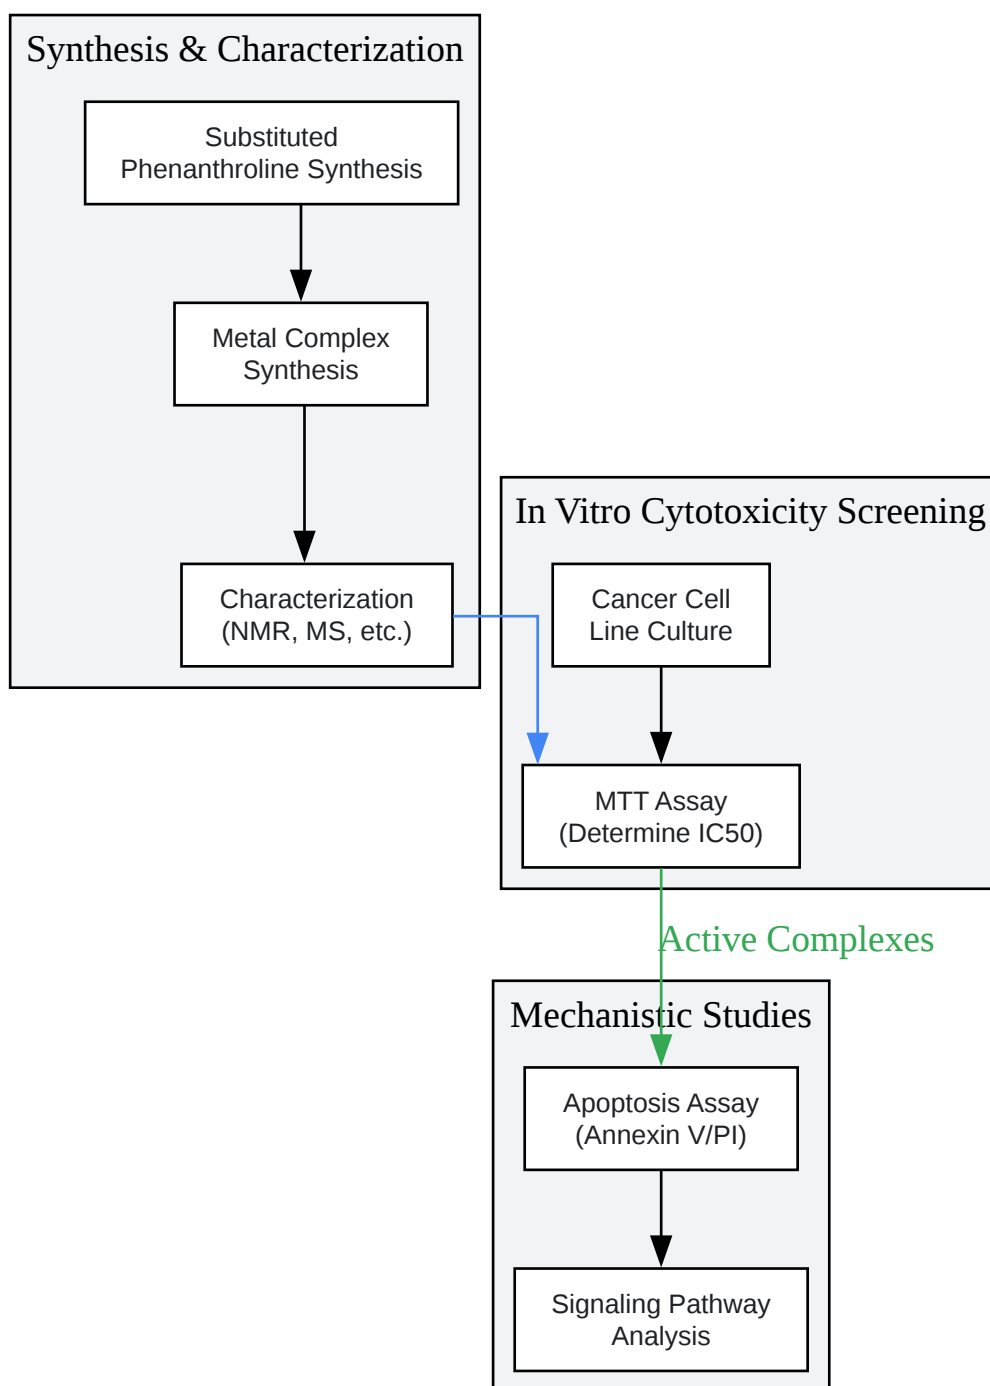 Synthesis & Characterization
Substituted
Phenanthroline Synthesis
Metal Complex
Synthesis
Characterization
(NMR, MS, etc.)
In Vitro Cytotoxicity Screening
Cancer Cell
Line Culture
MTT Assay
(Determine IC50)
Active Complexes
Mechanistic Studies
Apoptosis Assay
(Annexin V/PI)
Signaling Pathway
Analysis